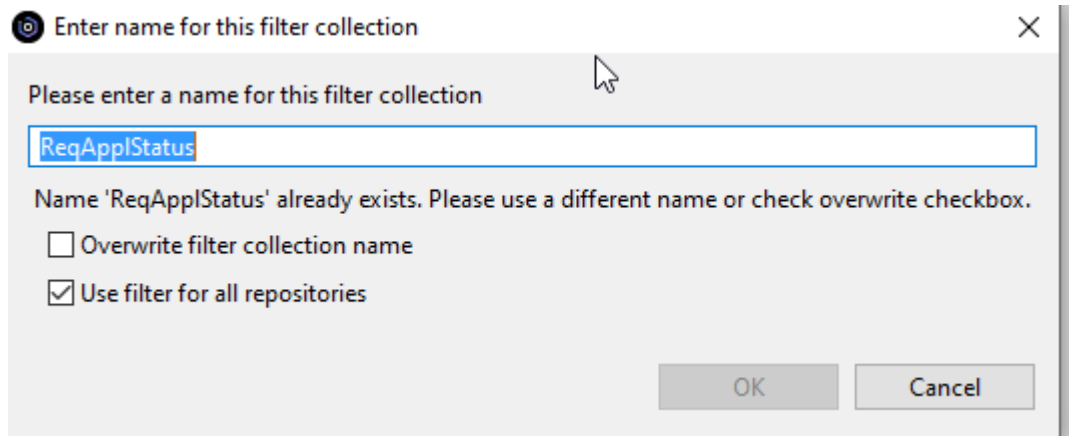 Enter name for this filter collection
Please enter a name for this filter collection
ReqApplStatus
Name 'ReqApplStatus' already exists. Please use a different name or check overwrite checkbox.
Overwrite filter collection name
Use filter for all repositories
OK Cancel